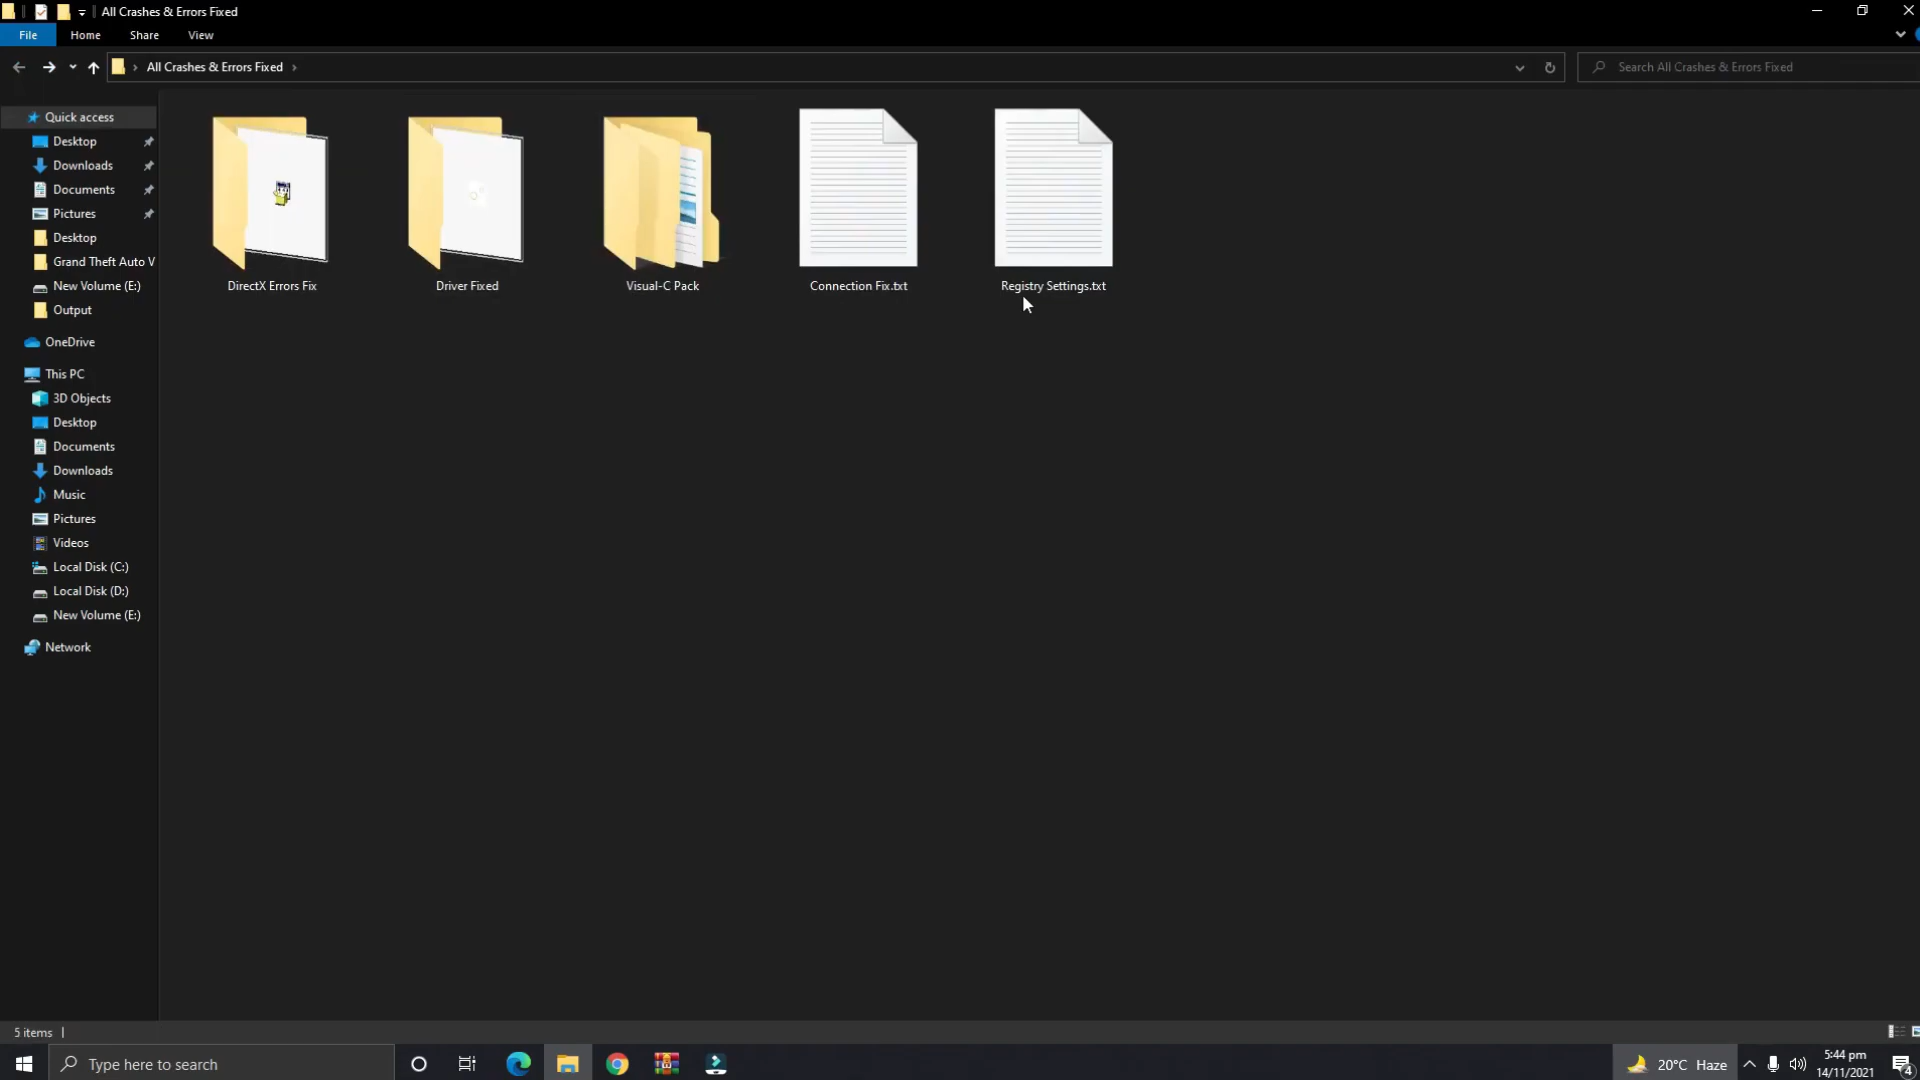 All Crashes & Errors Fixed
File Home Share View
All Crashes & Errors Fixed
Search All Crashes & Errors Fixed
Quick access
Desktop
Downloads
Documents
Pictures
Desktop
Grand Theft Auto V
New Volume (E:)
Output
OneDrive
This PC
3D Objects
Desktop
Documents
Downloads
Music
Pictures
Videos
Local Disk (C:)
Local Disk (D:)
New Volume (E:)
Network
DirectX Errors Fix
Driver Fixed
Visual-C Pack
Connection Fix.txt
Registry Settings.txt
5 items
Type here to search
20°C Haze
5:44 pm
14/11/2021
4